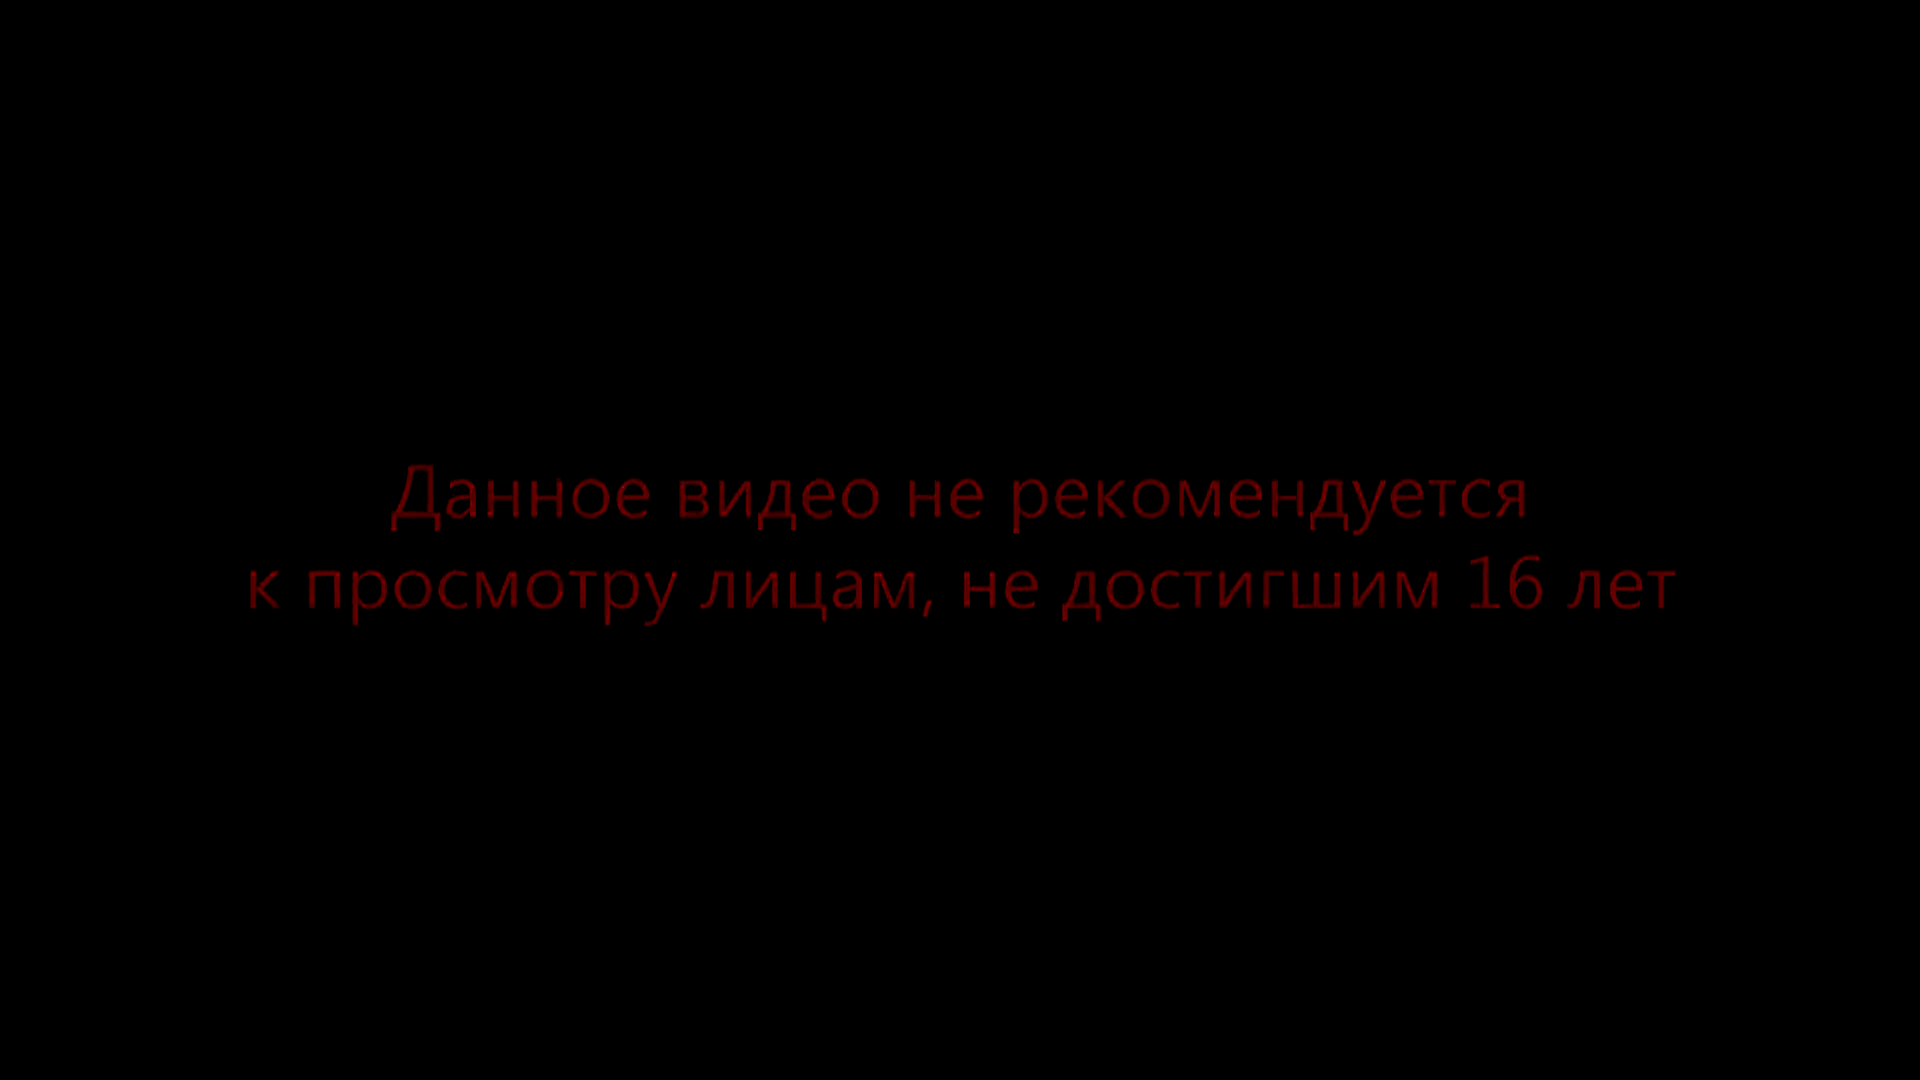 Данное видео не рекомендуется
к просмотру лицам, не достигшим 16 лет